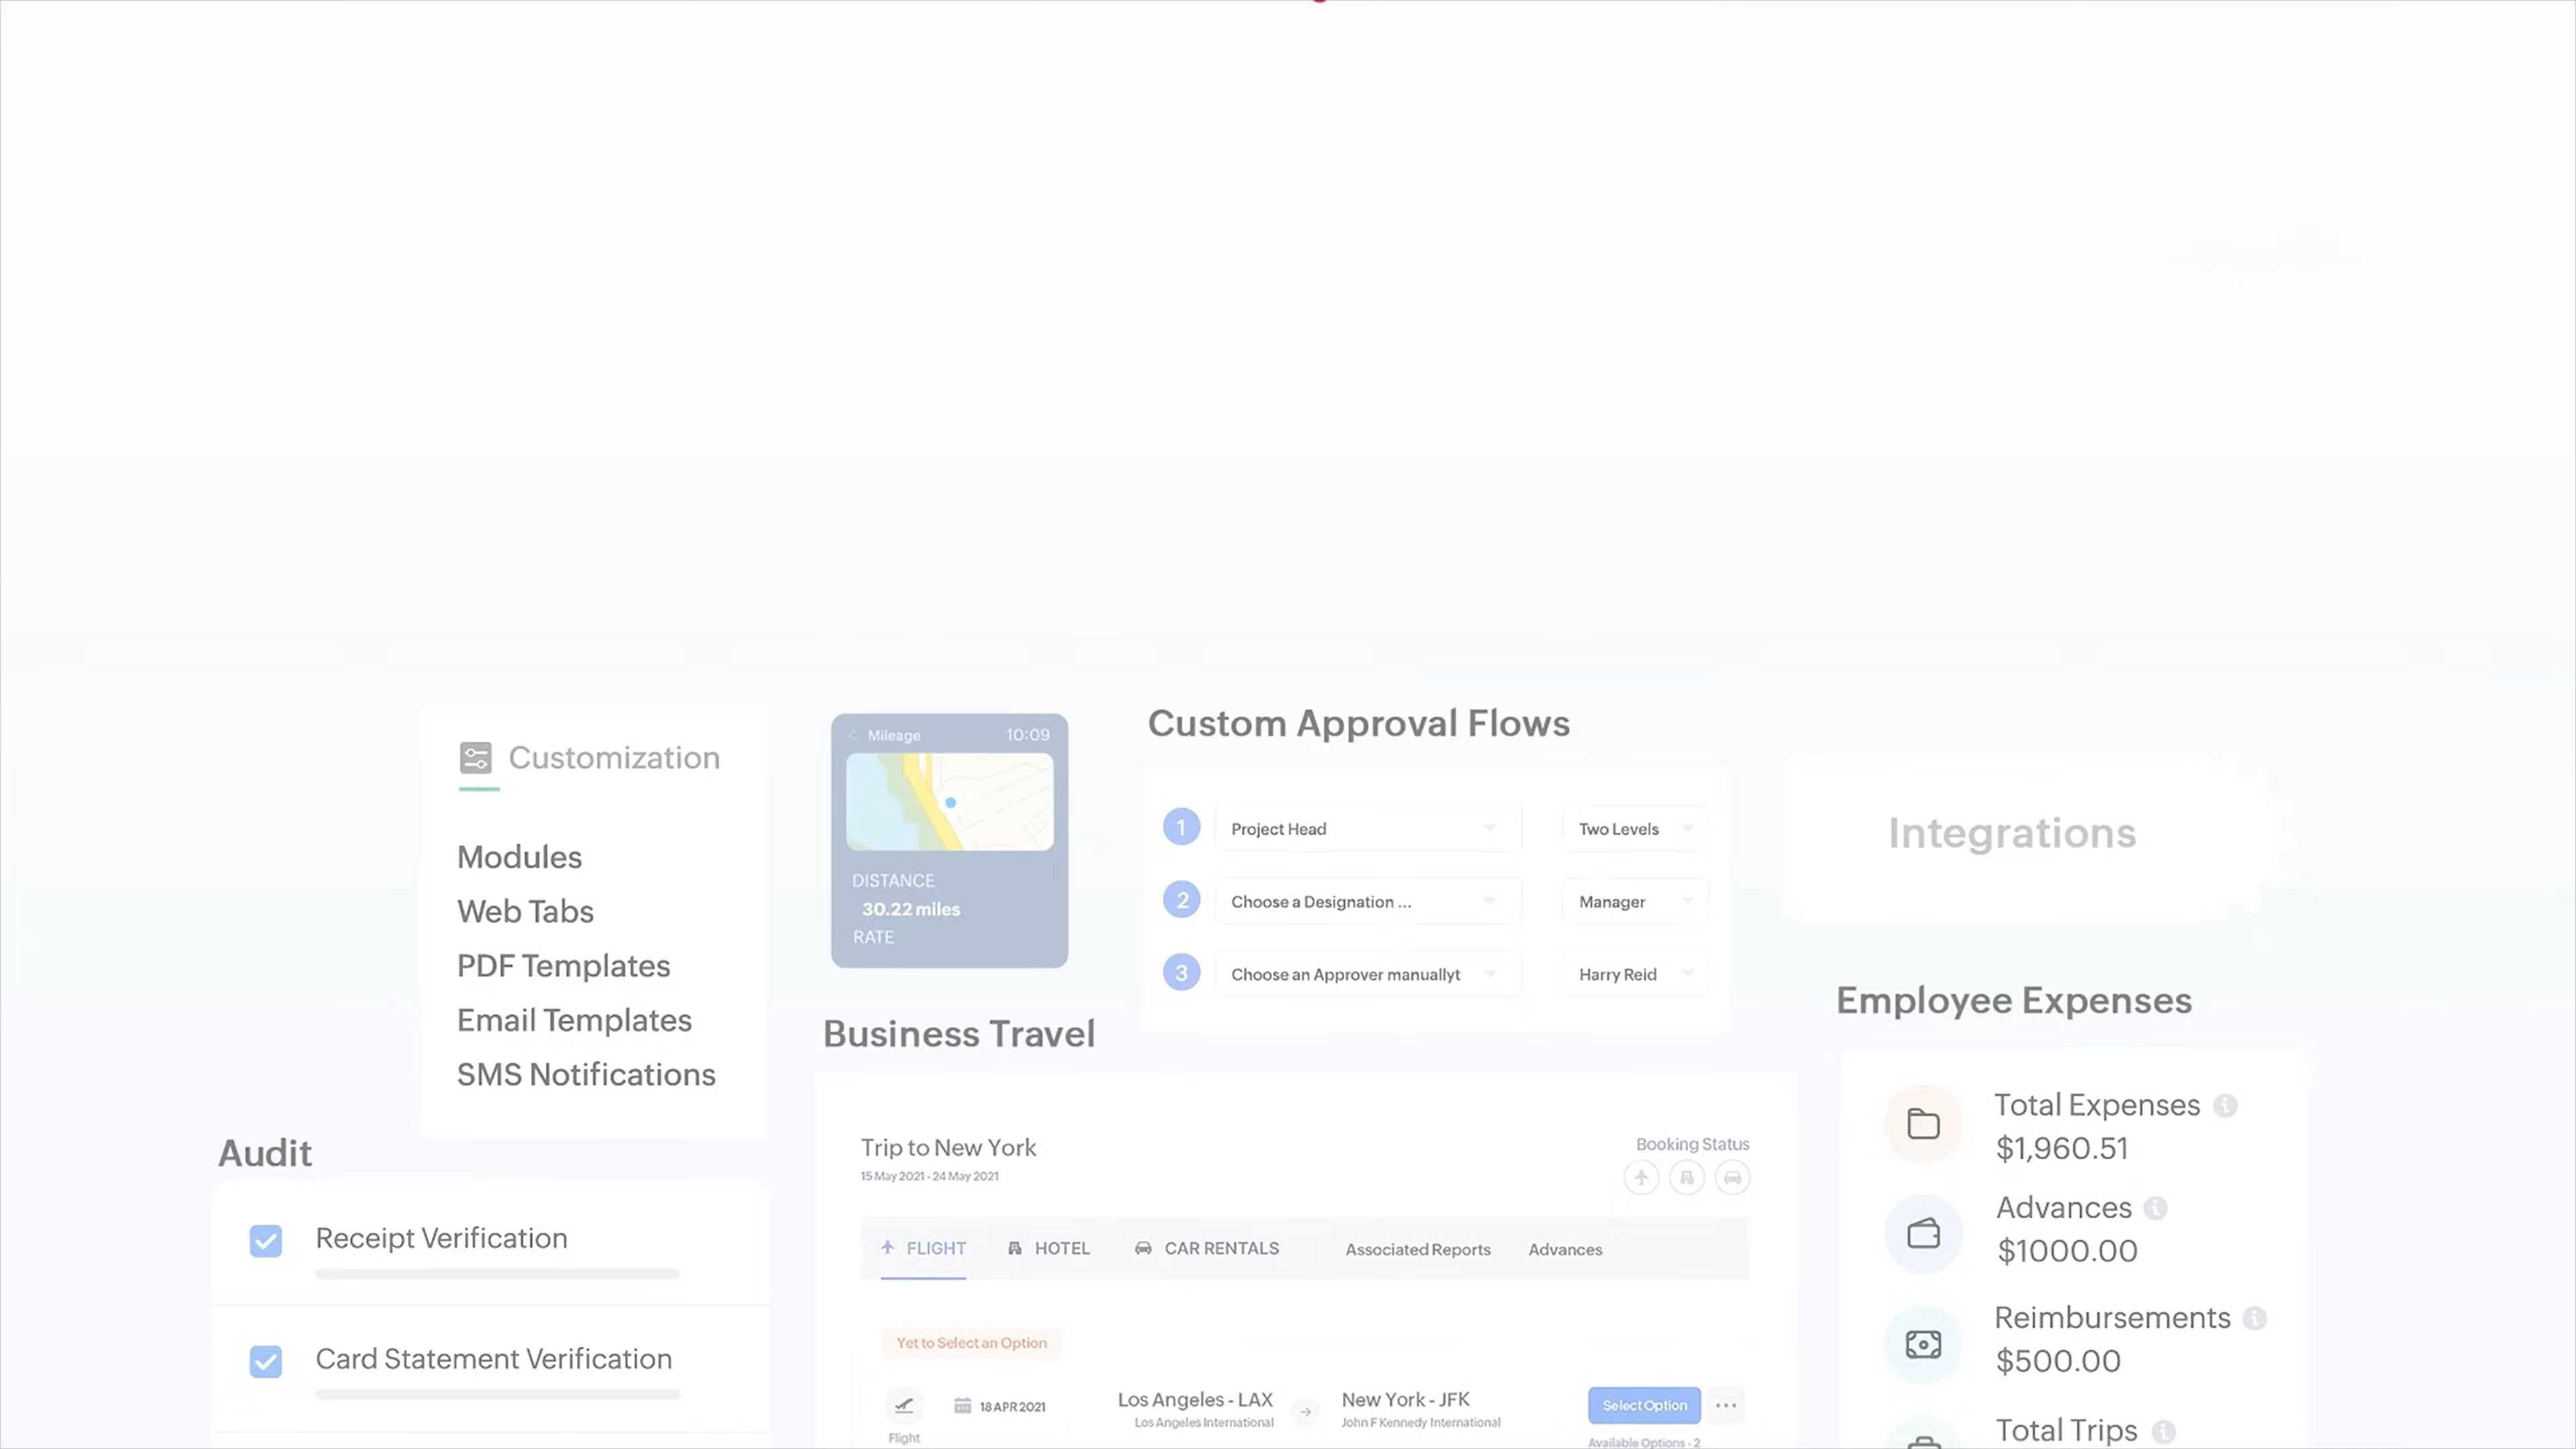 Customization
Modules
Web Tabs
PDF Templates
Email Templates
SMS Notifications
Mileage 10:09
DISTANCE
30.22 miles
RATE
Custom Approval Flows
1 Project Head Two Levels
2 Choose a Designation ... Manager
3 Choose an Approver manuallyt Harry Reid
Integrations
Audit
Receipt Verification
Card Statement Verification
Business Travel
Trip to New York
15 May 2021 - 24 May 2021
Booking Status
FLIGHT HOTEL CAR RENTALS Associated Reports Advances
Yet to Select an Option
Flight
18 APR 2021
Los Angeles - LAX
Los Angeles International
New York - JFK
John F Kennedy International
Select Option
Available Options - 2
Employee Expenses
Total Expenses
$1,960.51
Advances
$1000.00
Reimbursements
$500.00
Total Trips